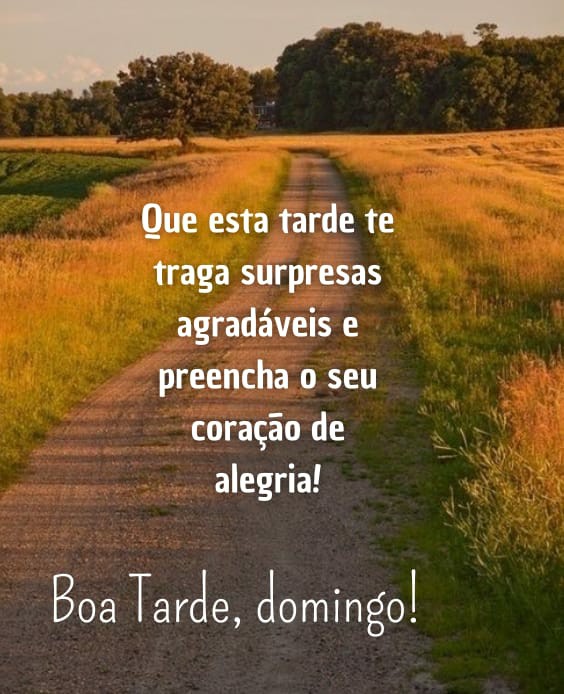 Que esta tarde te
traga surpresas
agradáveis e
preencha o seu
coração de
alegria!
Boa Tarde, domingo!